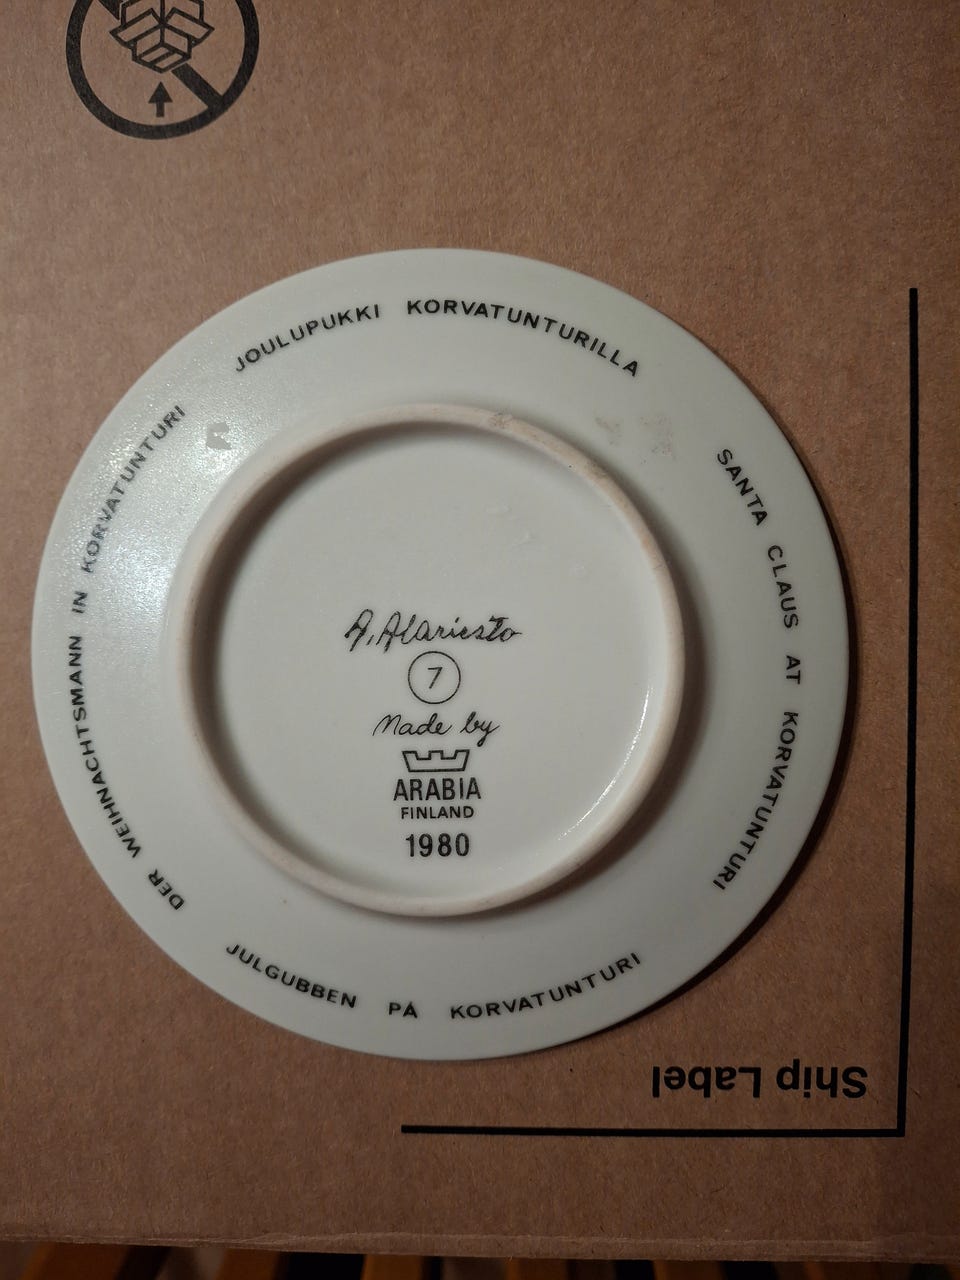 JOULUPUKKI KORVATUNTURILLA
SANTA CLAUS AT KORVATUNTURI
JULGUBBEN PÅ KORVATUNTURI
DER WEIHNACHTSMANN IN KORVATUNTURI
A. Alariesto
7
Made by
ARABIA
FINLAND
1980
Ship Label